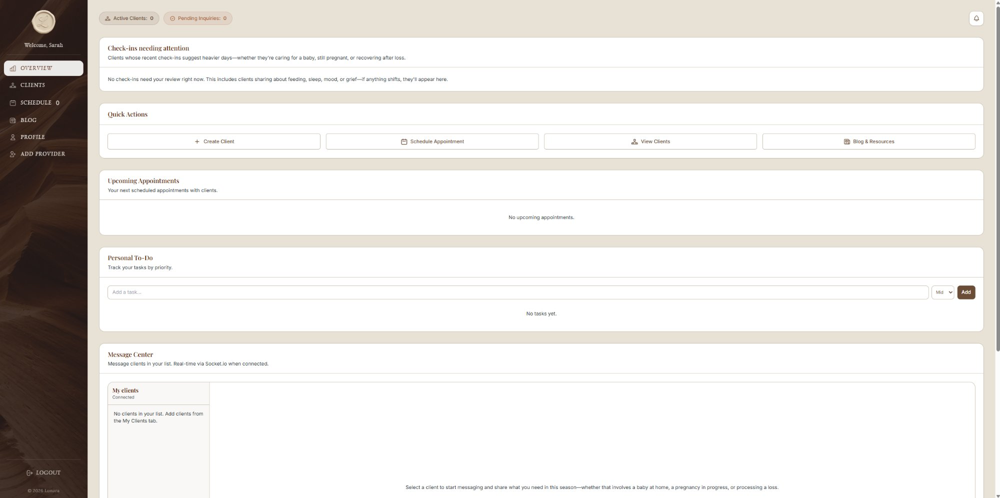 Welcome, Sarah
OVERVIEW
CLIENTS
SCHEDULE 0
BLOG
PROFILE
ADD PROVIDER
LOGOUT
© 2026 Lunara
Active Clients: 0
Pending Inquiries: 0
Check-ins needing attention
Clients whose recent check-ins suggest heavier days—whether they're caring for a baby, still pregnant, or recovering after loss.
No check-ins need your review right now. This includes clients sharing about feeding, sleep, mood, or grief—if anything shifts, they'll appear here.
Quick Actions
Create Client
Schedule Appointment
View Clients
Blog & Resources
Upcoming Appointments
Your next scheduled appointments with clients.
No upcoming appointments.
Personal To-Do
Track your tasks by priority.
Add a task...
Mid
Add
No tasks yet.
Message Center
Message clients in your list. Real-time via Socket.io when connected.
My clients
Connected
No clients in your list. Add clients from
the My Clients tab.
Select a client to start messaging and share what you need in this season—whether that involves a baby at home, a pregnancy in progress, or processing a loss.